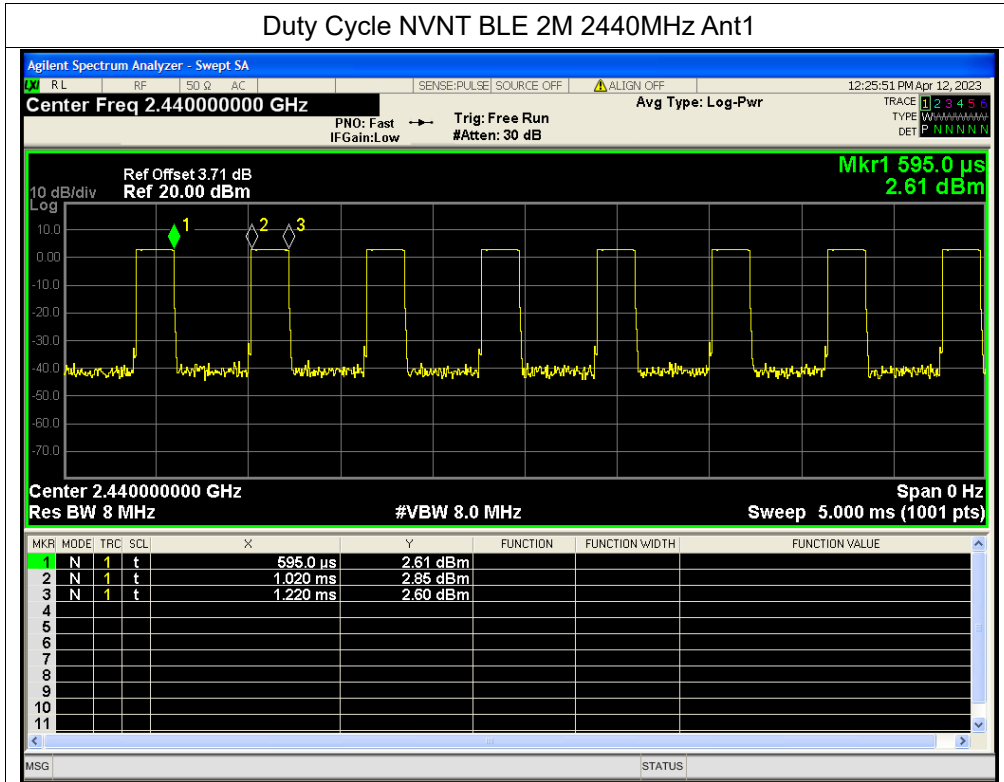 Duty Cycle NVNT BLE 2M 2440MHz Ant1
Agilent Spectrum Analyzer - Swept SA
LXI RL RF 50 Ω AC SENSE:PULSE SOURCE OFF ALIGN OFF 12:25:51 PM Apr 12, 2023
Center Freq 2.440000000 GHz Avg Type: Log-Pwr TRACE 1 2 3 4 5 6
PNO: Fast Trig: Free Run TYPE W
IFGain:Low #Atten: 30 dB DET P N N N N N
Mkr1 595.0 µs
Ref Offset 3.71 dB
10 dB/div Ref 20.00 dBm 2.61 dBm
Log
1 2 3
10.0
0.00
-10.0
-20.0
-30.0
-40.0
-50.0
-60.0
-70.0
Center 2.440000000 GHz Span 0 Hz
Res BW 8 MHz #VBW 8.0 MHz Sweep 5.000 ms (1001 pts)
MKR MODE TRC SCL X Y FUNCTION FUNCTION WIDTH FUNCTION VALUE
1 N 1 t 595.0 µs 2.61 dBm
2 N 1 t 1.020 ms 2.85 dBm
3 N 1 t 1.220 ms 2.60 dBm
4
5
6
7
8
9
10
11
MSG STATUS